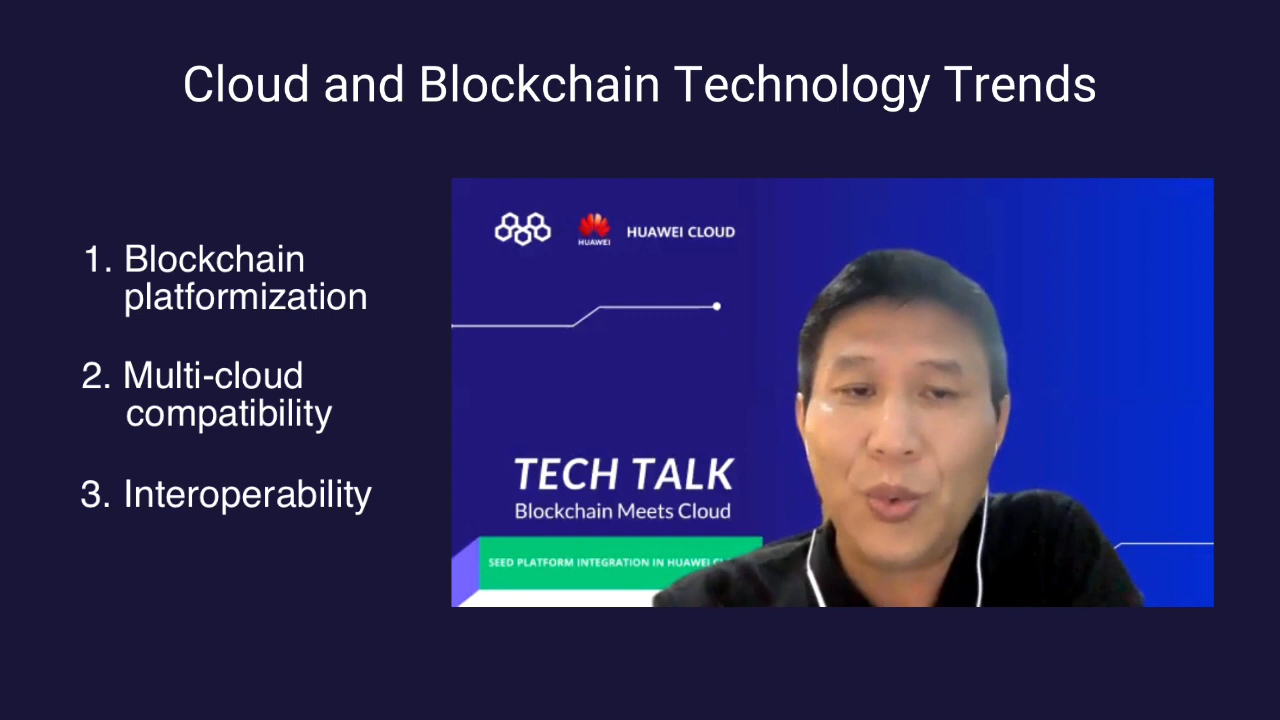 Cloud and Blockchain Technology Trends
1. Blockchain
platformization
2. Multi-cloud
compatibility
3. Interoperability
HUAWEI
HUAWEI CLOUD
TECH TALK
Blockchain Meets Cloud
SEED PLATFORM INTEGRATION IN HUAWEI